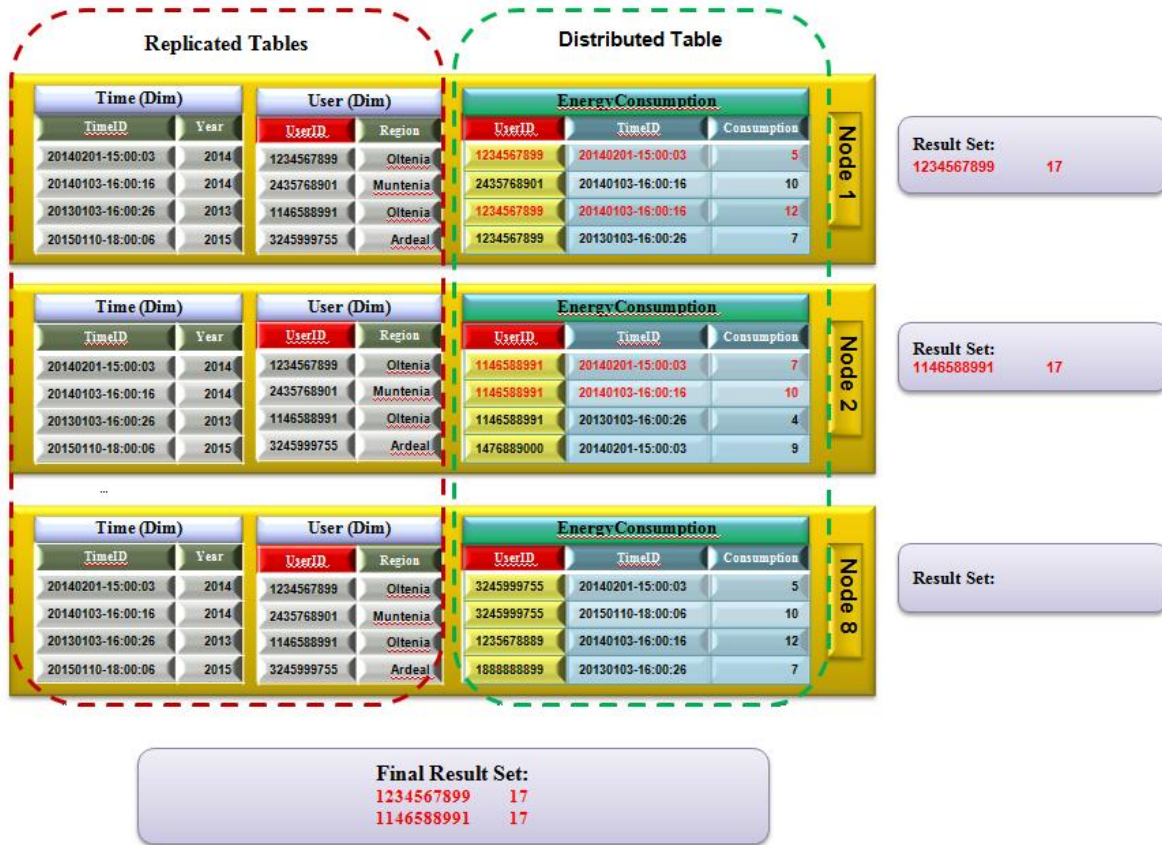 Replicated Tables
Distributed Table
Time (Dim) User (Dim) EnergyConsumption
TimeID Year UserID Region UserID TimeID Consumption
20140201-15:00:03 2014 1234567899 Oltenia 1234567899 20140201-15:00:03 5
20140103-16:00:16 2014 2435768901 Muntenia 2435768901 20140103-16:00:16 10
20130103-16:00:26 2013 1146588991 Oltenia 1234567899 20140103-16:00:16 12
20150110-18:00:06 2015 3245999755 Ardeal 1234567899 20130103-16:00:26 7
Node 1
Result Set:
1234567899 17
Time (Dim) User (Dim) EnergyConsumption
TimeID Year UserID Region UserID TimeID Consumption
20140201-15:00:03 2014 1234567899 Oltenia 1146588991 20140201-15:00:03 7
20140103-16:00:16 2014 2435768901 Muntenia 1146588991 20140103-16:00:16 10
20130103-16:00:26 2013 1146588991 Oltenia 1146588991 20130103-16:00:26 4
20150110-18:00:06 2015 3245999755 Ardeal 1476889000 20140201-15:00:03 9
Node 2
Result Set:
1146588991 17
...
Time (Dim) User (Dim) EnergyConsumption
TimeID Year UserID Region UserID TimeID Consumption
20140201-15:00:03 2014 1234567899 Oltenia 3245999755 20140201-15:00:03 5
20140103-16:00:16 2014 2435768901 Muntenia 3245999755 20150110-18:00:06 10
20130103-16:00:26 2013 1146588991 Oltenia 1235678889 20140103-16:00:16 12
20150110-18:00:06 2015 3245999755 Ardeal 1888888899 20130103-16:00:26 7
Node 8
Result Set:
Final Result Set:
1234567899 17
1146588991 17